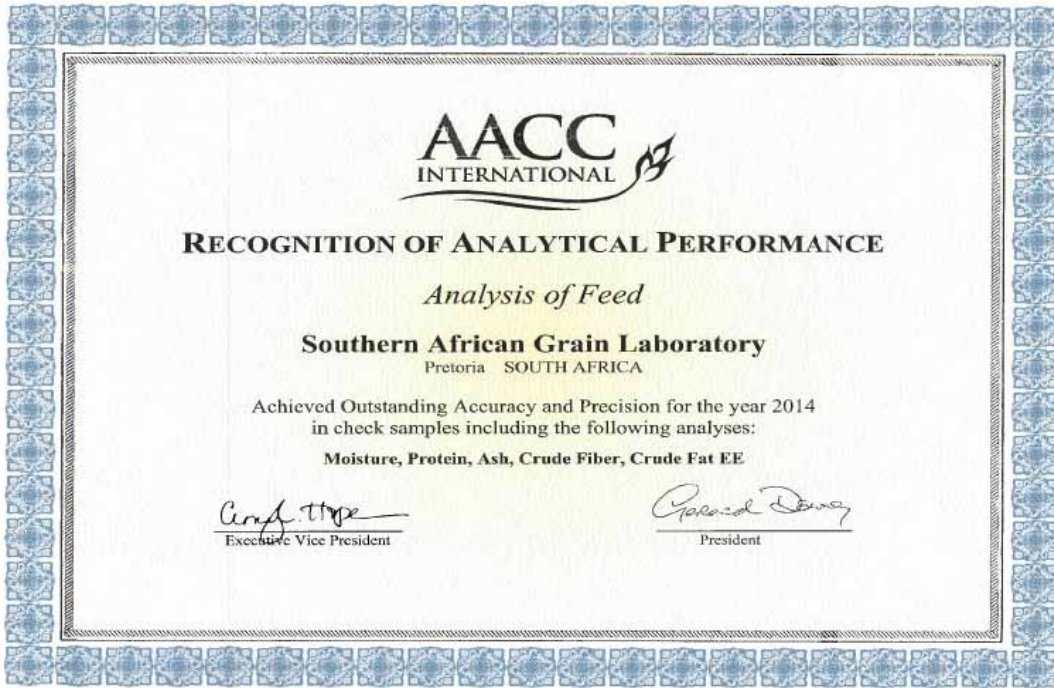 AACC
INTERNATIONAL
RECOGNITION OF ANALYTICAL PERFORMANCE
Analysis of Feed
Southern African Grain Laboratory
Pretoria SOUTH AFRICA
Achieved Outstanding Accuracy and Precision for the year 2014
in check samples including the following analyses:
Moisture, Protein, Ash, Crude Fiber, Crude Fat EE
Executive Vice President
President